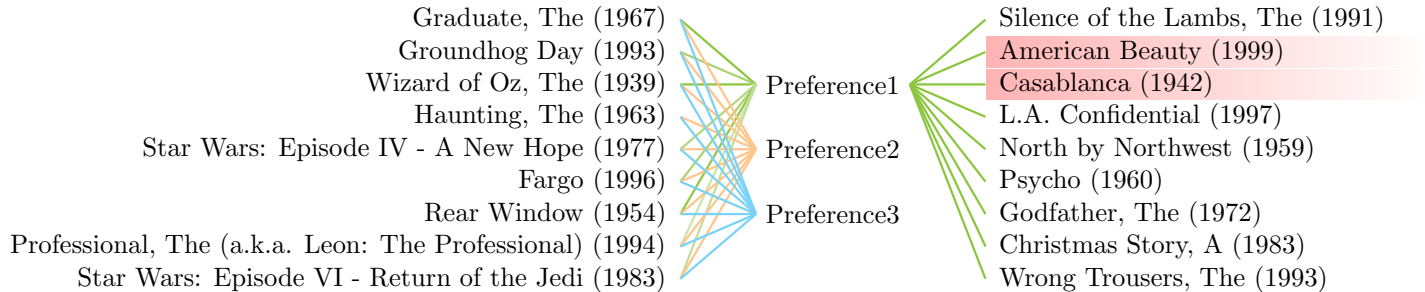 Graduate, The (1967)
Groundhog Day (1993)
Wizard of Oz, The (1939)
Haunting, The (1963)
Star Wars: Episode IV - A New Hope (1977)
Fargo (1996)
Rear Window (1954)
Professional, The (a.k.a. Leon: The Professional) (1994)
Star Wars: Episode VI - Return of the Jedi (1983)
Preference1
Preference2
Preference3
Silence of the Lambs, The (1991)
American Beauty (1999)
Casablanca (1942)
L.A. Confidential (1997)
North by Northwest (1959)
Psycho (1960)
Godfather, The (1972)
Christmas Story, A (1983)
Wrong Trousers, The (1993)